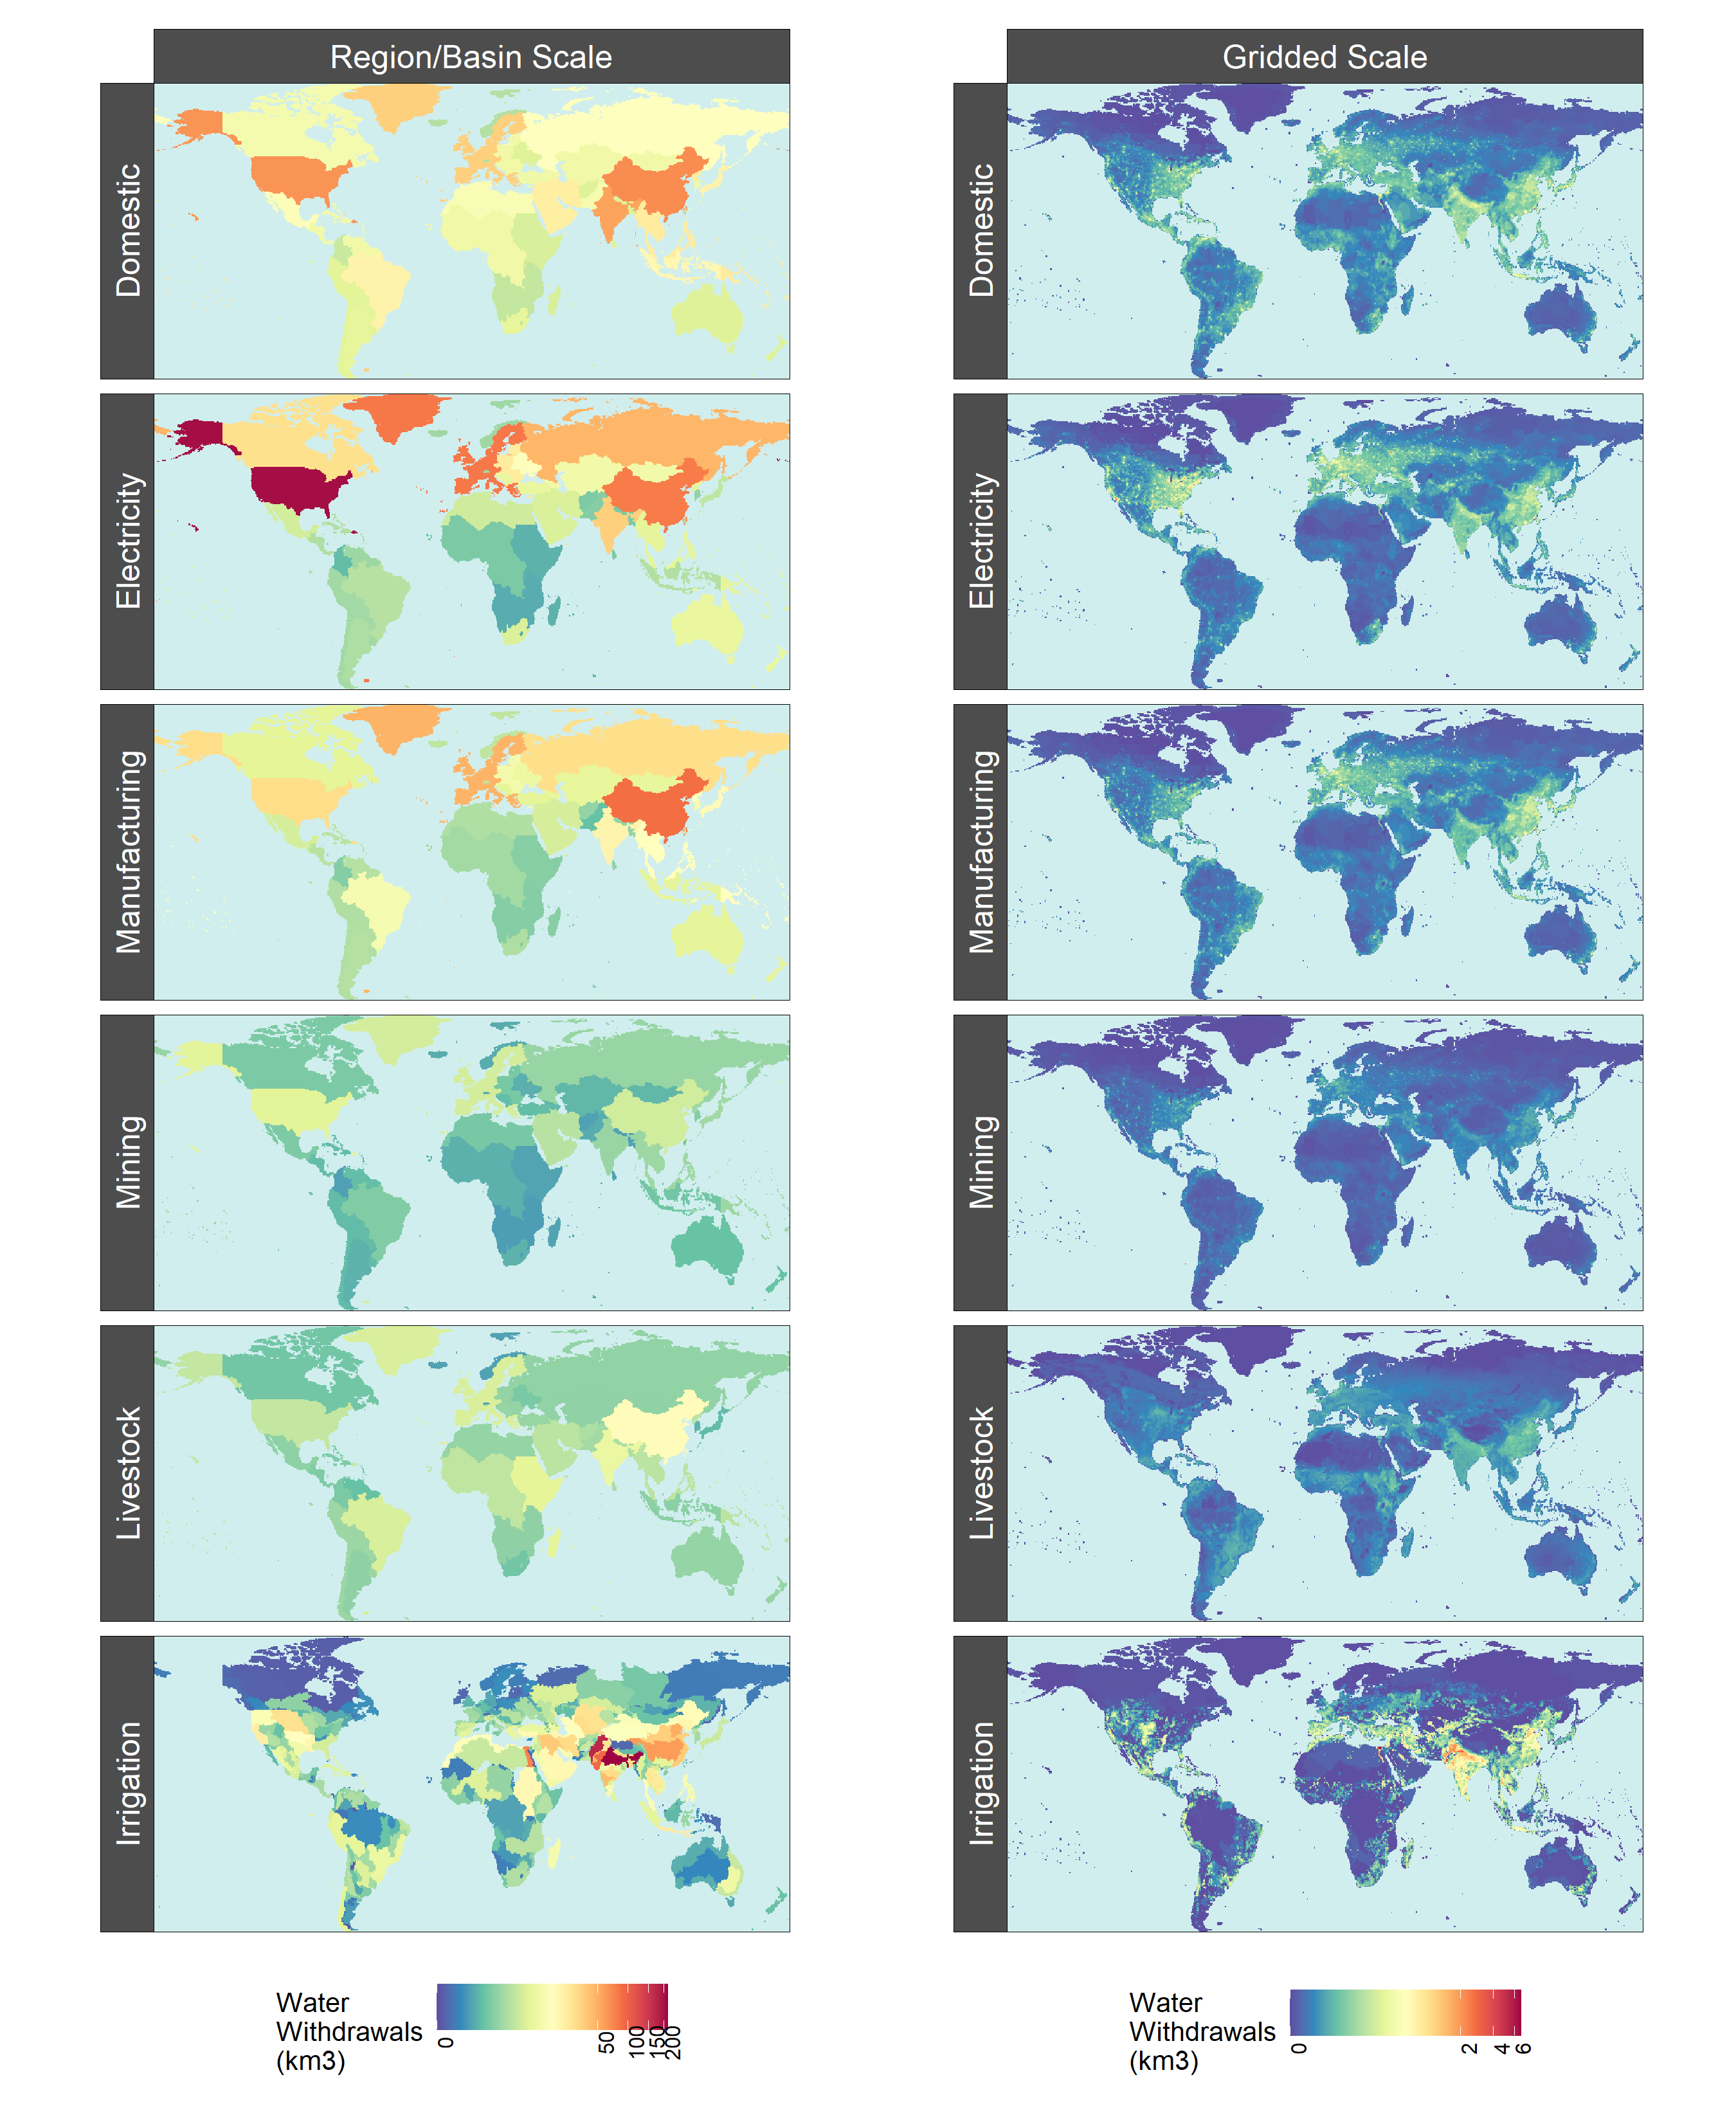 Region/Basin Scale
Gridded Scale
Domestic
Domestic
Electricity
Electricity
Manufacturing
Manufacturing
Mining
Mining
Livestock
Livestock
Irrigation
Irrigation
Water
Withdrawals
(km3)
0
50
100
150
200
Water
Withdrawals
(km3)
0
2
4
6